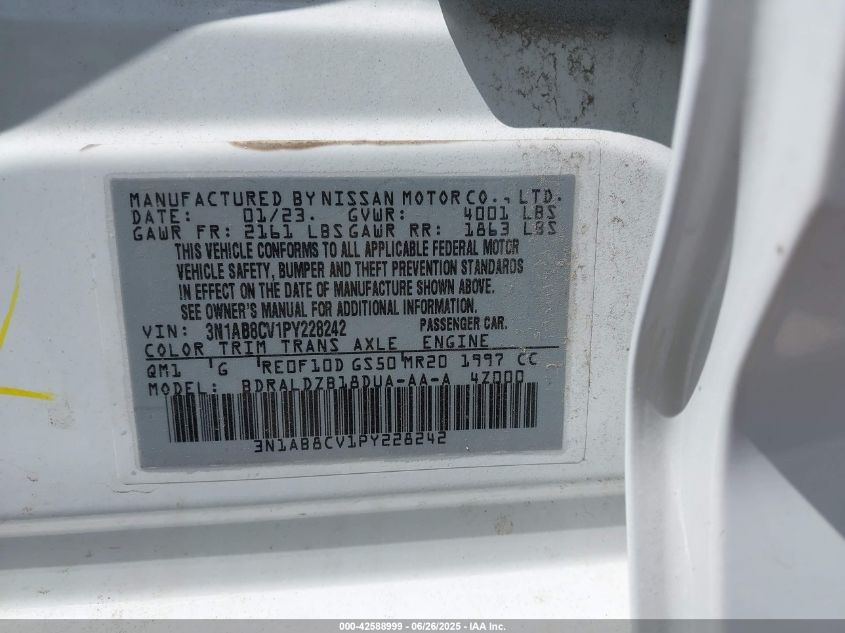 MANUFACTURED BY NISSAN MOTOR CO., LTD.
DATE: 01/23. GVWR: 4001 LBS
GAWR FR: 2161 LBS GAWR RR: 1863 LBS
THIS VEHICLE CONFORMS TO ALL APPLICABLE FEDERAL MOTOR
VEHICLE SAFETY, BUMPER AND THEFT PREVENTION STANDARDS
IN EFFECT ON THE DATE OF MANUFACTURE SHOWN ABOVE.
SEE OWNER'S MANUAL FOR ADDITIONAL INFORMATION.
VIN: 3N1AB8CV1PY228242 PASSENGER CAR.
COLOR TRIM TRANS AXLE ENGINE
QM1 'G 'RE0F10D GS50'MR20 1997 CC
MODEL: BDRALDZB18DUA-AA-A 4Z000
3N1AB8CV1PY228242
000-42588999 - 06/26/2025 - IAA Inc.